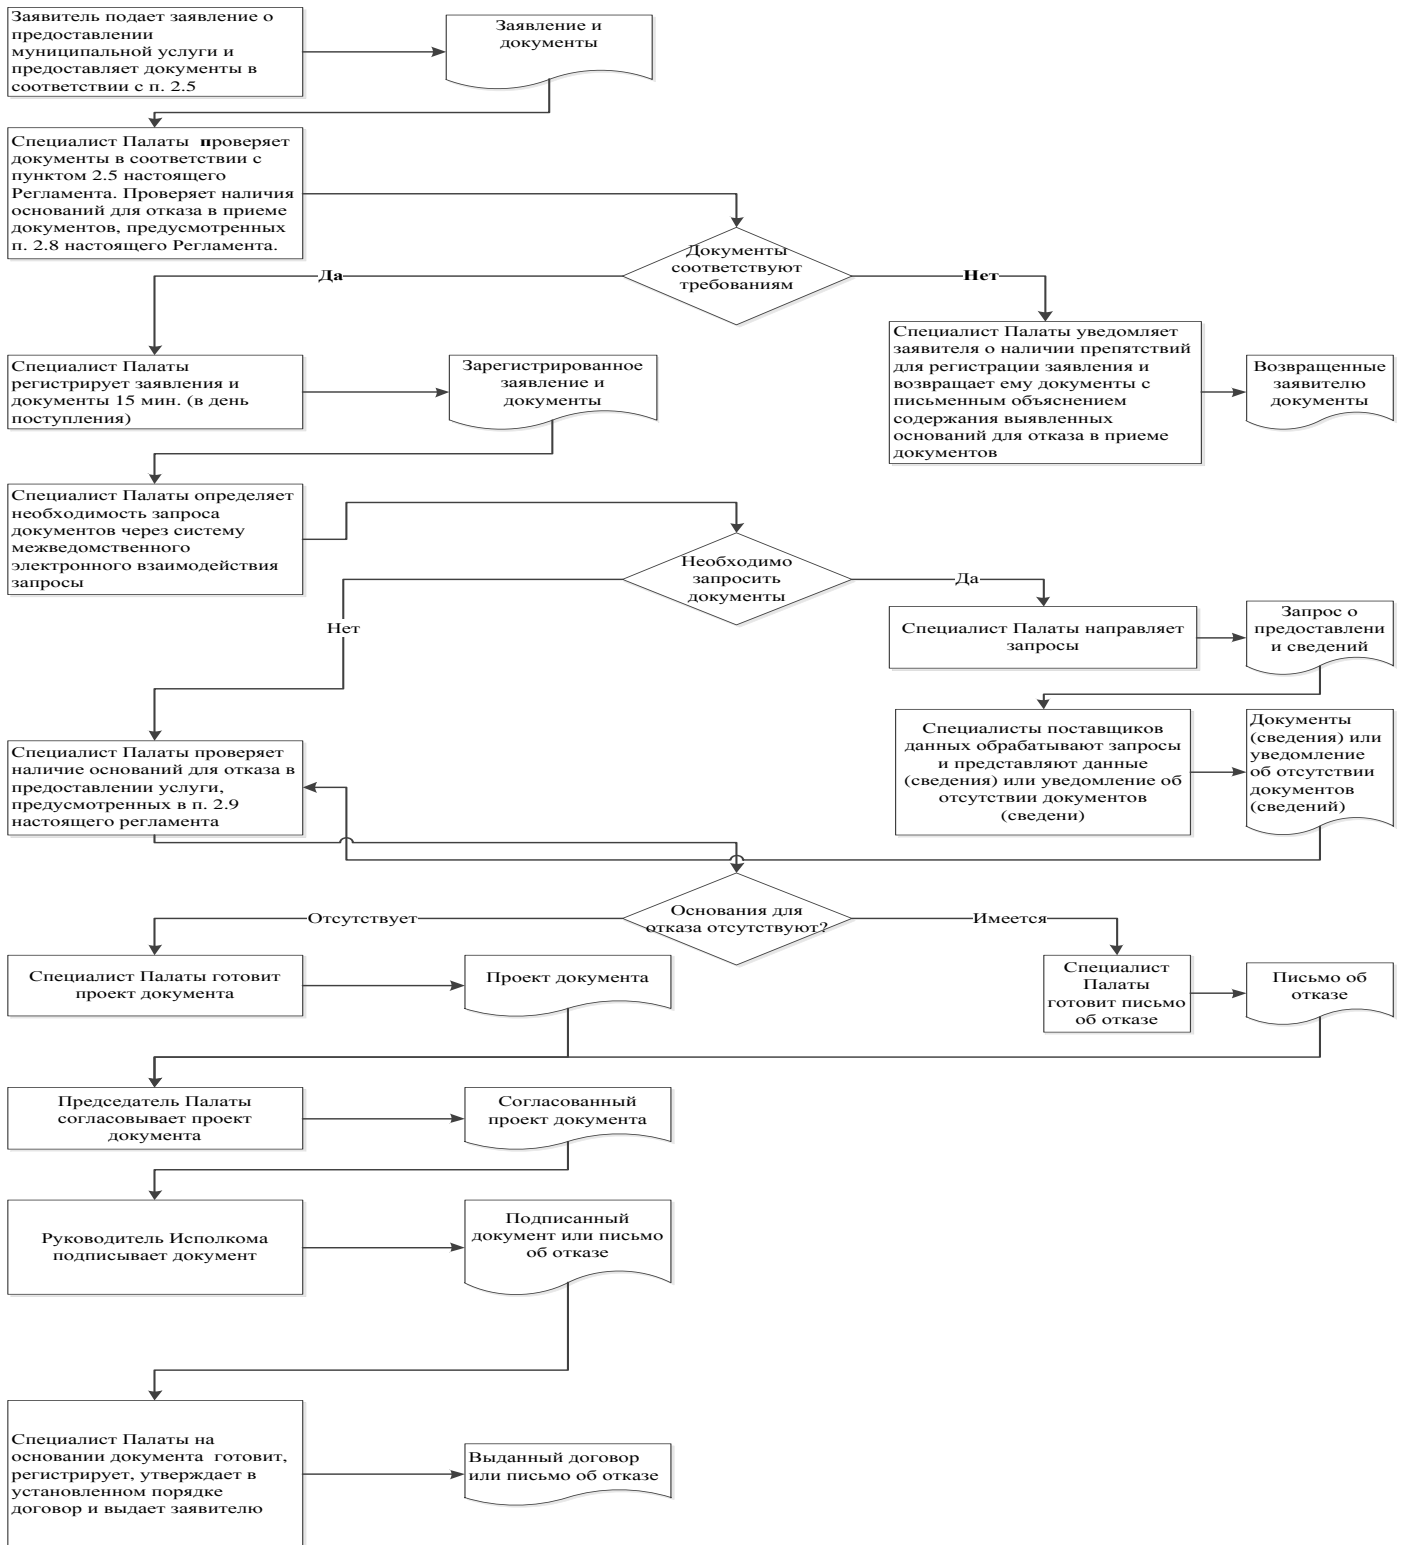 Заявитель подает заявление о
предоставлении
муниципальной услуги и
предоставляет документы в
соответствии с п. 2.5
Заявление и
документы
Специалист Палаты  проверяет
документы в соответствии с
пунктом 2.5 настоящего
Регламента. Проверяет наличия
оснований для отказа в приеме
документов, предусмотренных
п. 2.8 настоящего Регламента.
Документы
соответствуют
требованиям
Да
Нет
Специалист Палаты
регистрирует заявления и
документы 15 мин. (в день
поступления)
Зарегистрированное
заявление и
документы
Специалист Палаты уведомляет
заявителя о наличии препятствий
для регистрации заявления и
возвращает ему документы с
письменным объяснением
содержания выявленных
оснований для отказа в приеме
документов
Возвращенные
заявителю
документы
Специалист Палаты определяет
необходимость запроса
документов через систему
межведомственного
электронного взаимодействия
запросы
Необходимо
запросить
документы
Да
Нет
Специалист Палаты направляет
запросы
Запрос о
предоставлени
и сведений
Специалисты поставщиков
данных обрабатывают запросы
и представляют данные
(сведения) или уведомление об
отсутствии документов
(сведени)
Документы
(сведения) или
уведомление
об отсутствии
документов
(сведений)
Специалист Палаты проверяет
наличие оснований для отказа в
предоставлении услуги,
предусмотренных в п. 2.9
настоящего регламента
Основания для
отказа отсутствуют?
Отсутствует
Имеется
Специалист Палаты готовит
проект документа
Проект документа
Специалист
Палаты
готовит письмо
об отказе
Письмо об
отказе
Председатель Палаты
согласовывает проект
документа
Согласованный
проект документа
Руководитель Исполкома
подписывает документ
Подписанный
документ или письмо
об отказе
Специалист Палаты на
основании документа  готовит,
регистрирует, утверждает в
установленном порядке
договор и выдает заявителю
Выданный договор
или письмо об отказе